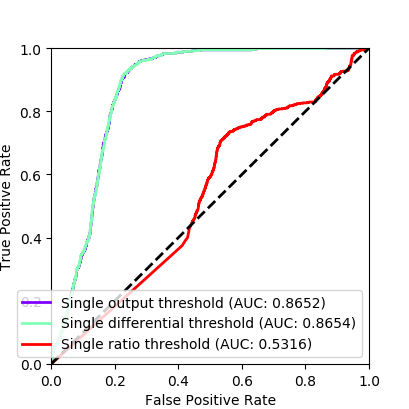 1.0
0.8
0.6
0.4
0.2
0.0
True Positive Rate
Single output threshold (AUC: 0.8652)
Single differential threshold (AUC: 0.8654)
Single ratio threshold (AUC: 0.5316)
0.0 0.2 0.4 0.6 0.8 1.0
False Positive Rate